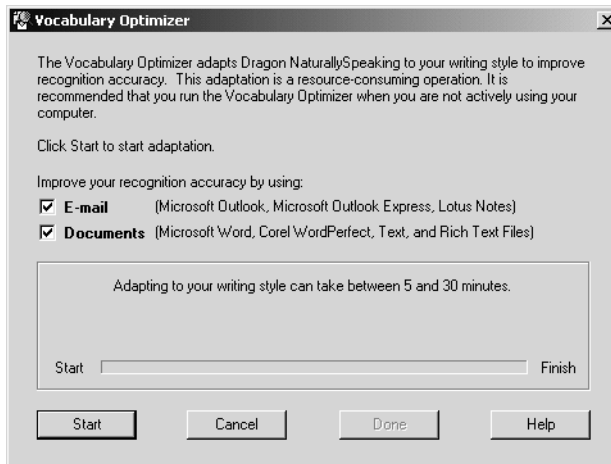 Vocabulary Optimizer
The Vocabulary Optimizer adapts Dragon NaturallySpeaking to your writing style to improve
recognition accuracy.  This adaptation is a resource-consuming operation. It is
recommended that you run the Vocabulary Optimizer when you are not actively using your
computer.
Click Start to start adaptation.
Improve your recognition accuracy by using:
E-mail (Microsoft Outlook, Microsoft Outlook Express, Lotus Notes)
Documents (Microsoft Word, Corel WordPerfect, Text, and Rich Text Files)
Adapting to your writing style can take between 5 and 30 minutes.
Start Finish
Start Cancel Done Help